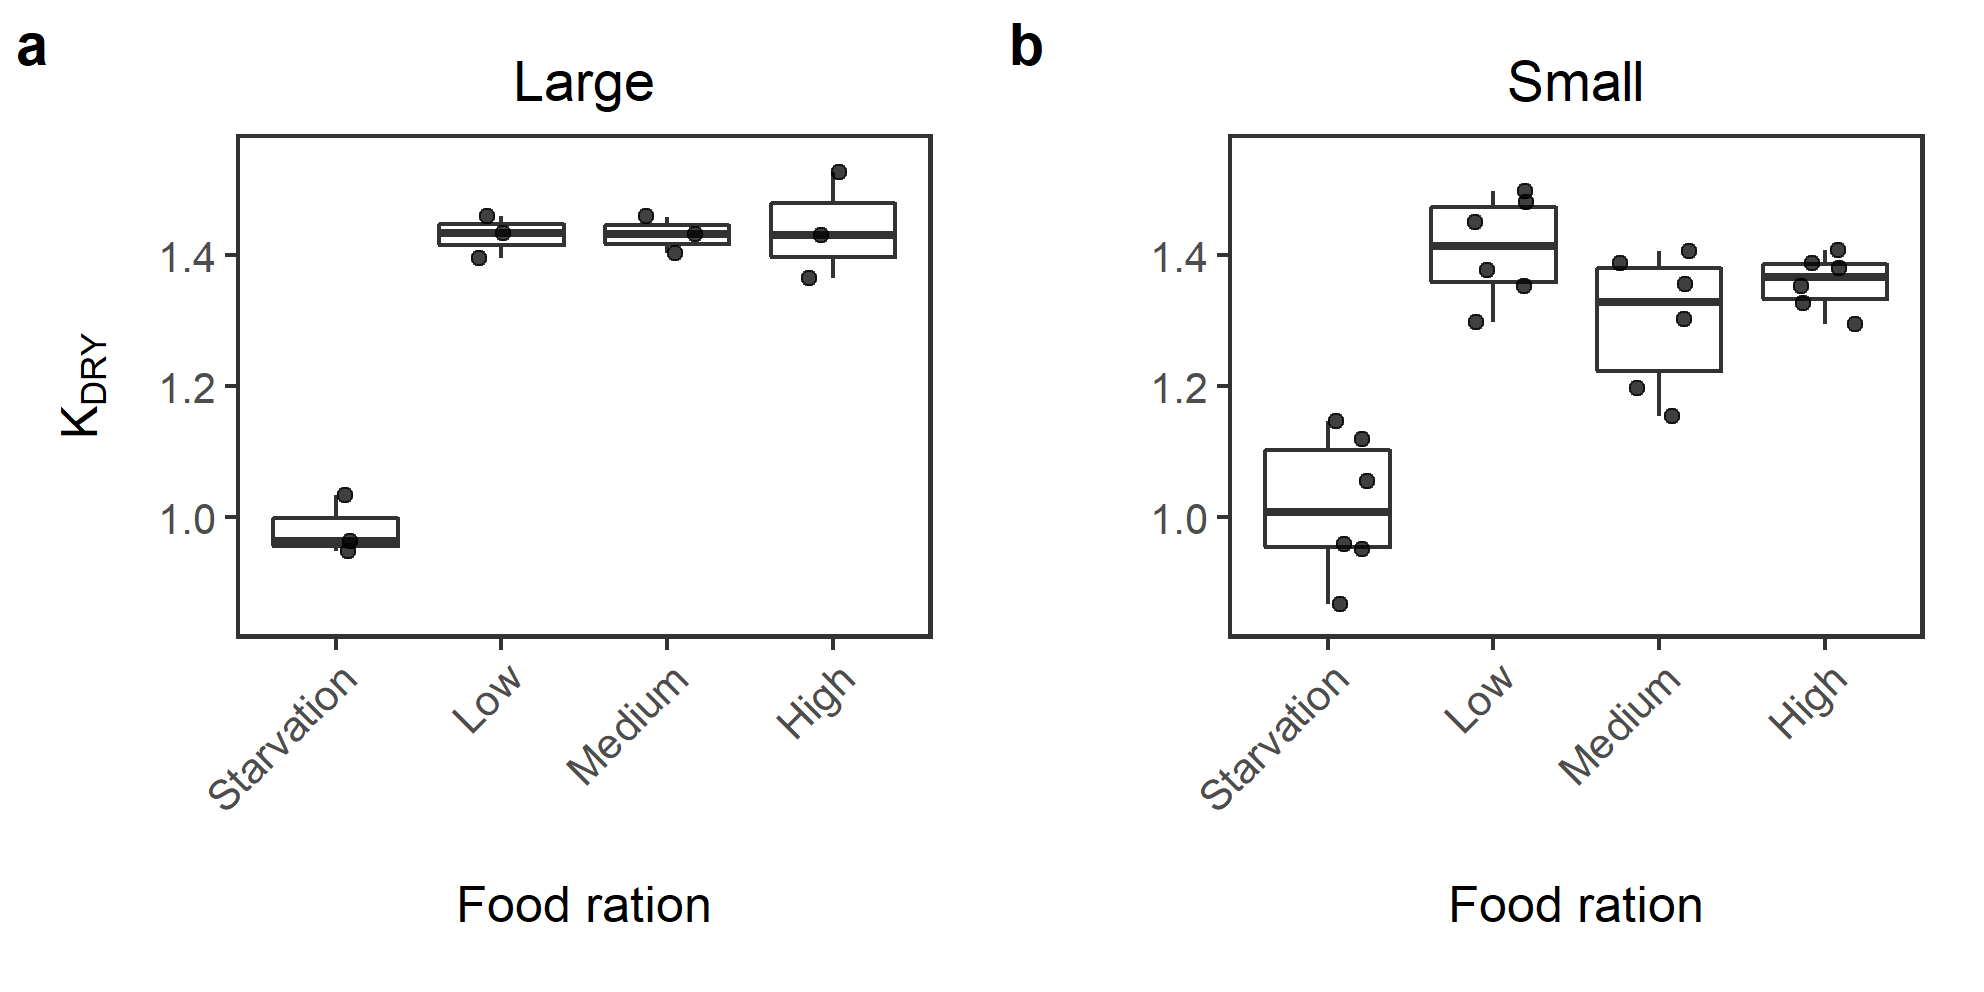 a
Large
K_DRY
1.4
1.2
1.0
Starvation
Low
Medium
High
Food ration
b
Small
1.4
1.2
1.0
Starvation
Low
Medium
High
Food ration